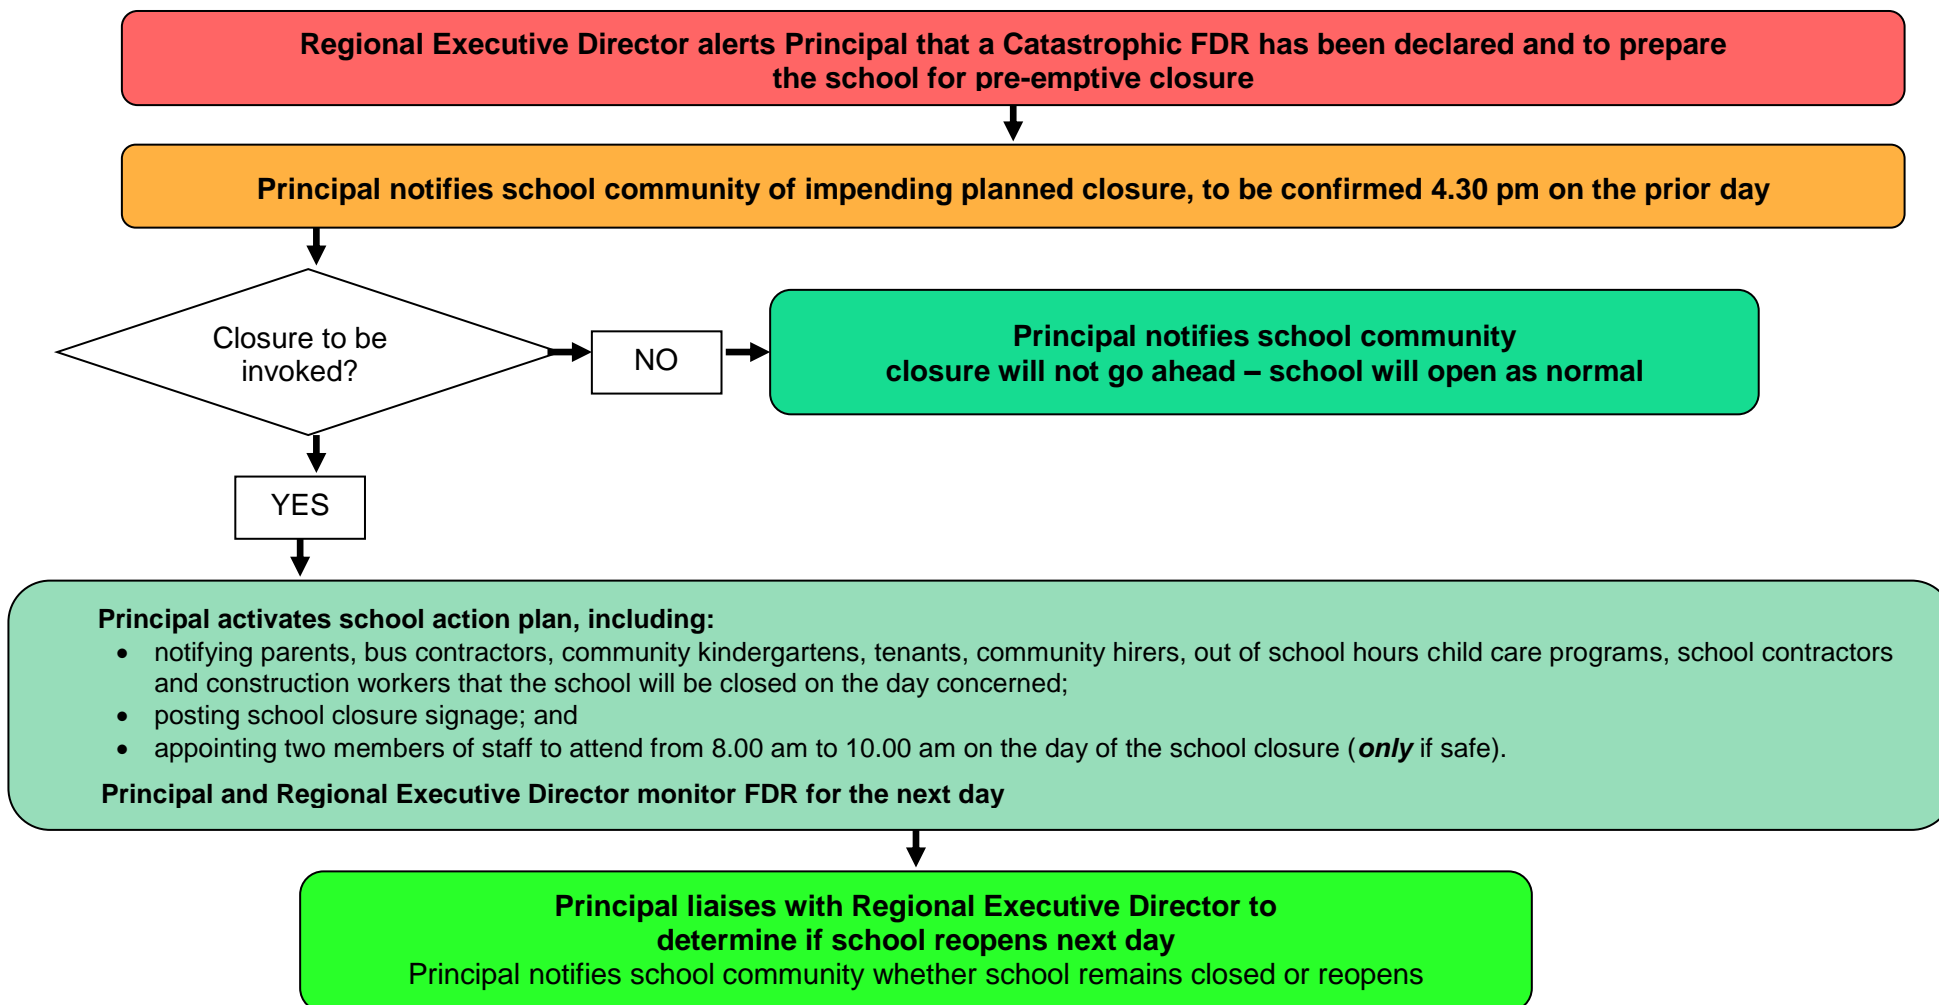 Regional Executive Director alerts Principal that a Catastrophic FDR has been declared and to prepare
the school for pre-emptive closure
Principal notifies school community of impending planned closure, to be confirmed 4.30 pm on the prior day
Closure to be
invoked?
NO
Principal notifies school community
closure will not go ahead – school will open as normal
YES
Principal activates school action plan, including:
• notifying parents, bus contractors, community kindergartens, tenants, community hirers, out of school hours child care programs, school contractors
and construction workers that the school will be closed on the day concerned;
• posting school closure signage; and
• appointing two members of staff to attend from 8.00 am to 10.00 am on the day of the school closure (only if safe).
Principal and Regional Executive Director monitor FDR for the next day
Principal liaises with Regional Executive Director to
determine if school reopens next day
Principal notifies school community whether school remains closed or reopens